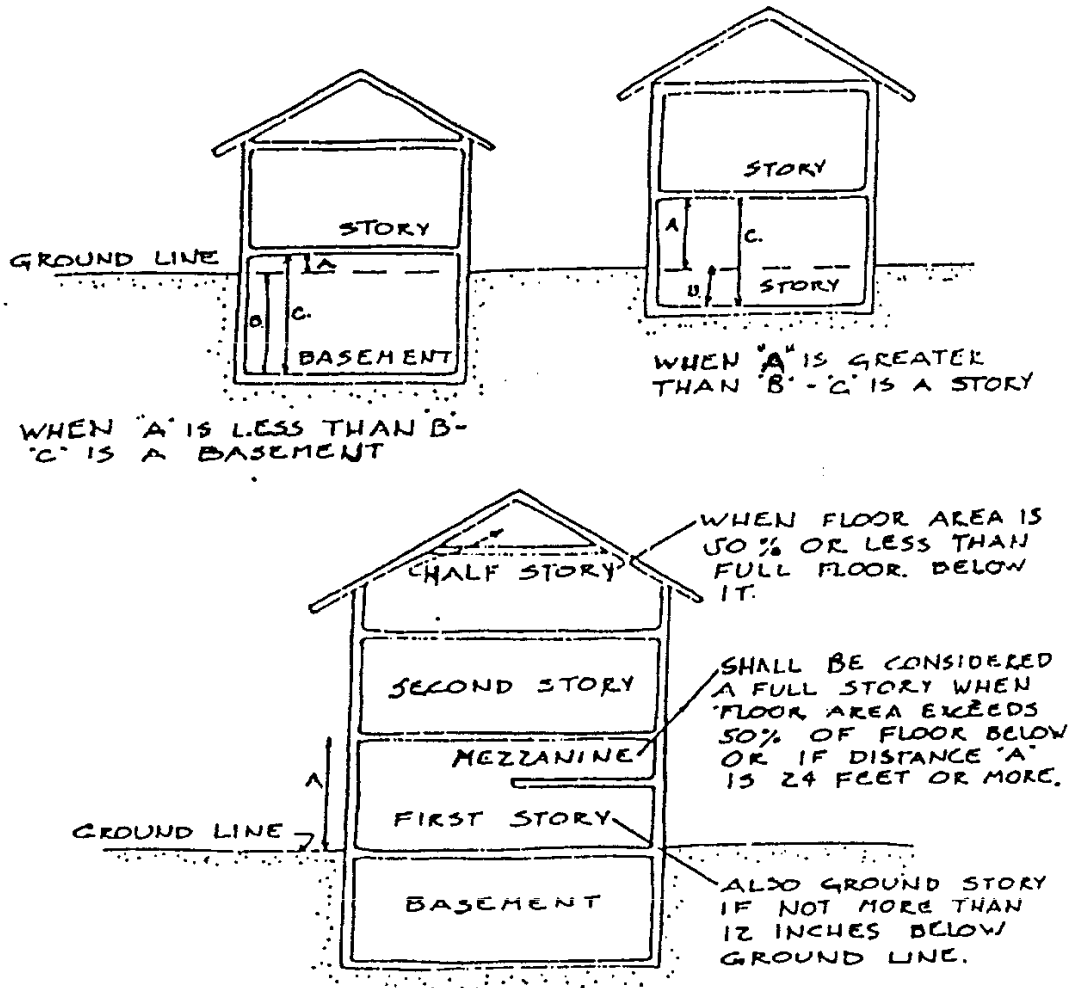 STORY
GROUND LINE
A
B.
C.
BASEMENT
WHEN "A" IS LESS THAN "B"-
"C" IS A BASEMENT
STORY
A
C.
B.
STORY
WHEN "A" IS GREATER
THAN "B" - "C" IS A STORY
HALF STORY
WHEN FLOOR AREA IS
50 % OR LESS THAN
FULL FLOOR. BELOW
IT.
SECOND STORY
SHALL BE CONSIDERED
A FULL STORY WHEN
FLOOR AREA EXCEEDS
50% OF FLOOR BELOW
OR IF DISTANCE "A"
IS 24 FEET OR MORE.
MEZZANINE
A
FIRST STORY
GROUND LINE
BASEMENT
ALSO GROUND STORY
IF NOT MORE THAN
12 INCHES BELOW
GROUND LINE.